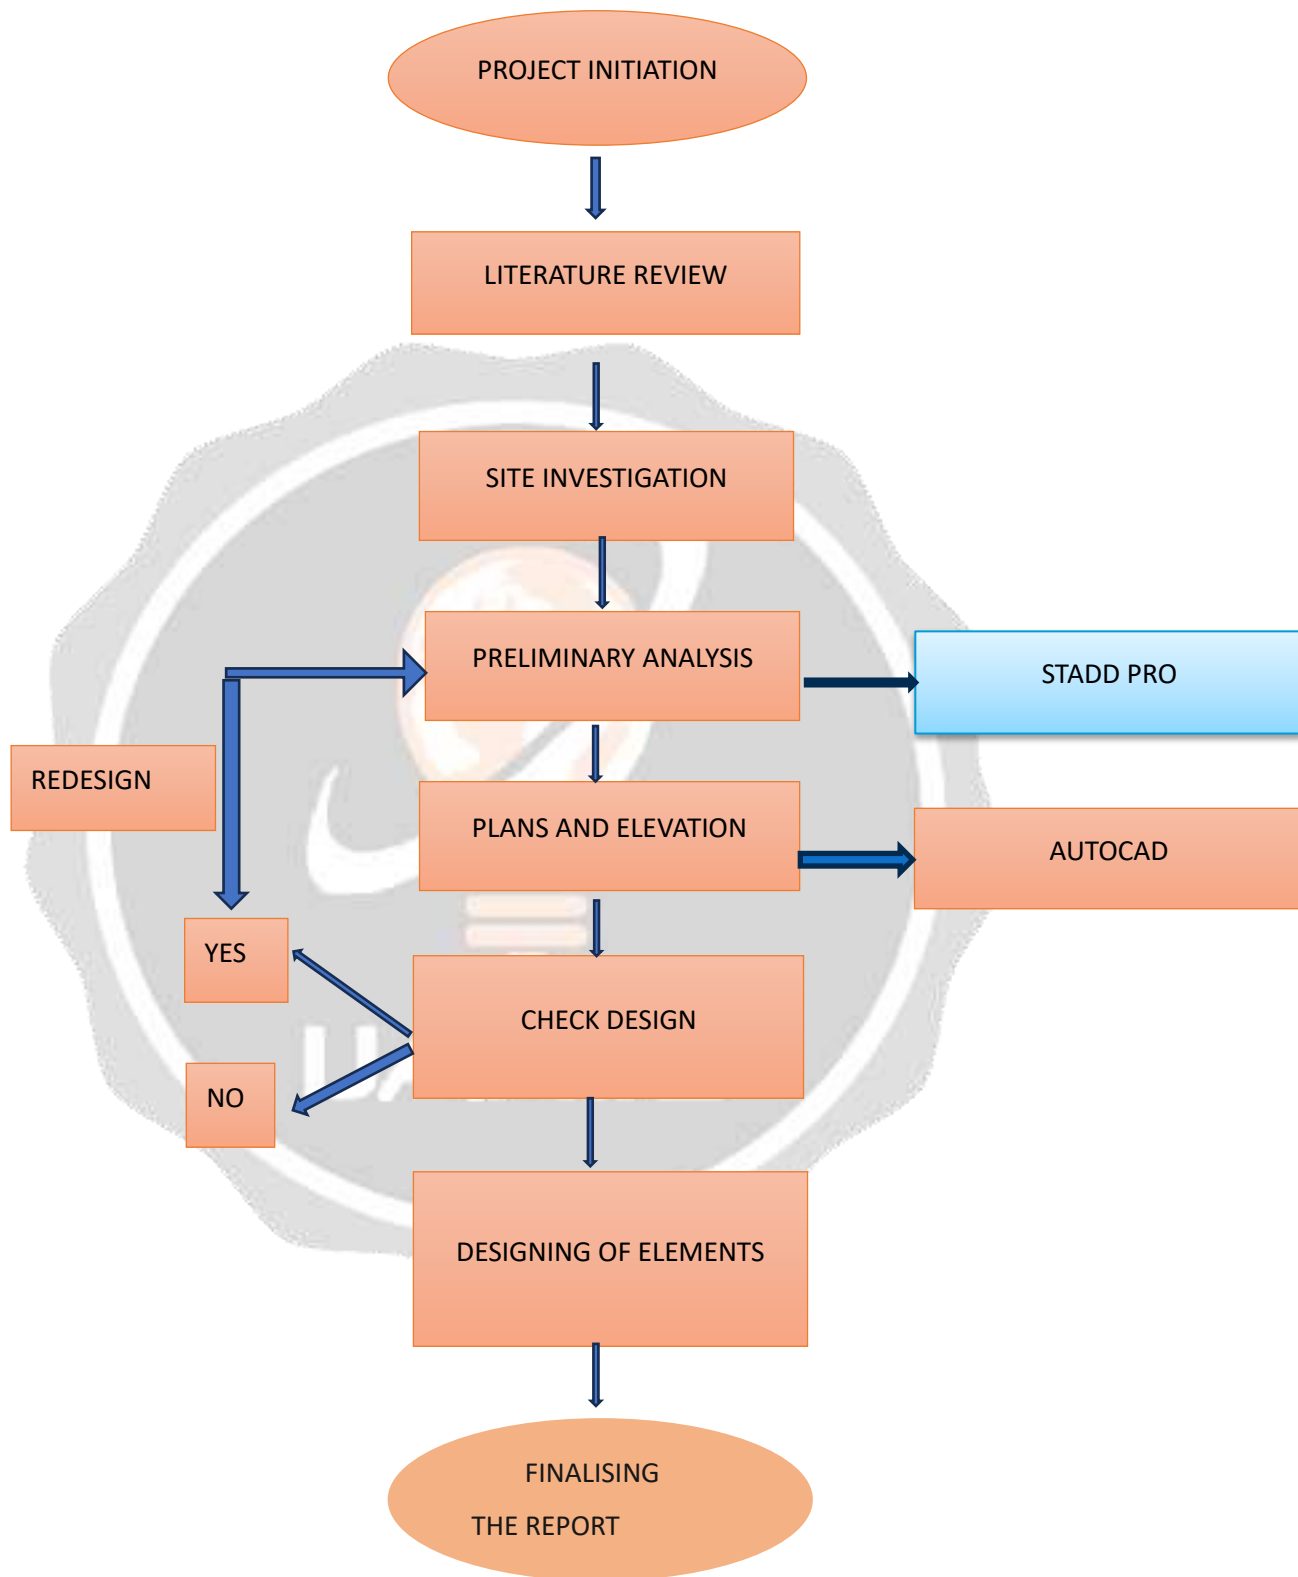 PROJECT INITIATION
LITERATURE REVIEW
SITE INVESTIGATION
PRELIMINARY ANALYSIS
STADD PRO
REDESIGN
PLANS AND ELEVATION
AUTOCAD
YES
CHECK DESIGN
NO
DESIGNING OF ELEMENTS
FINALISING
THE REPORT